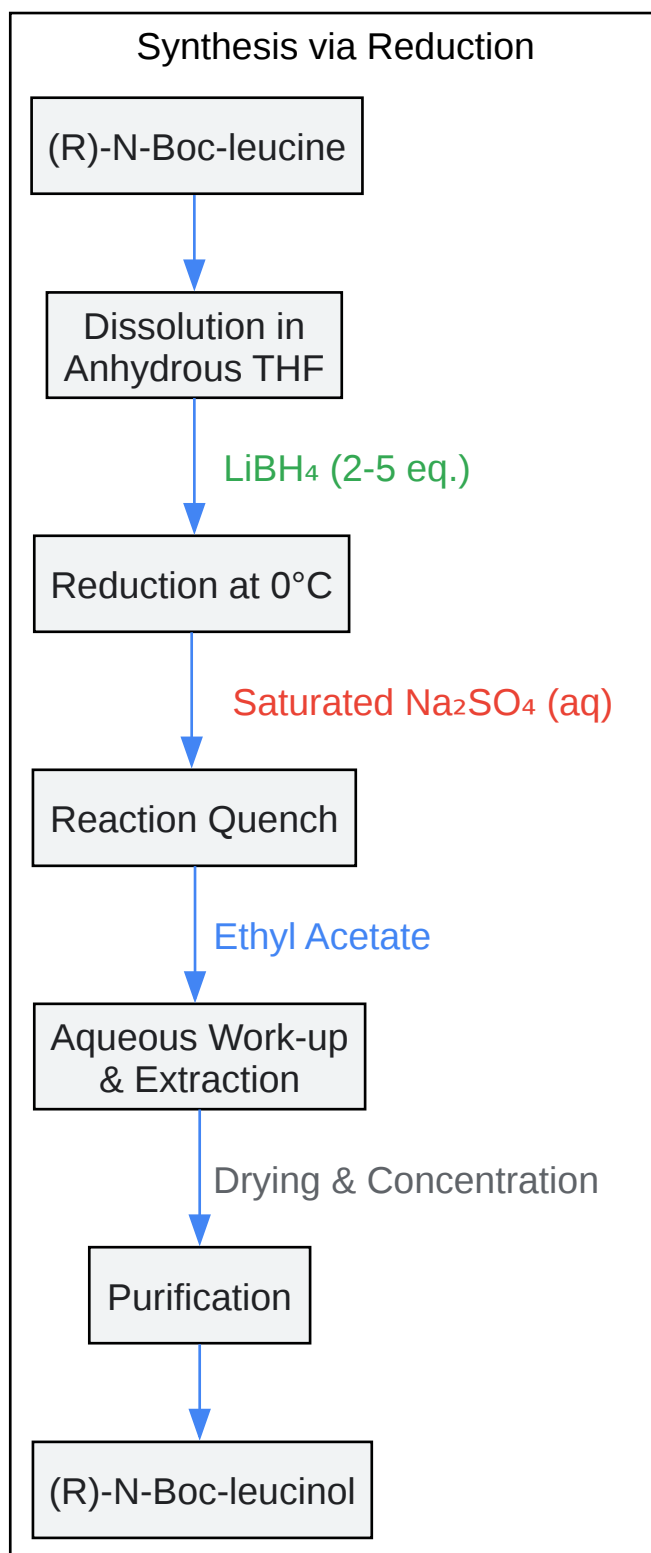 Synthesis via Reduction
(R)-N-Boc-leucine
Dissolution in
Anhydrous THF
LiBH₄ (2-5 eq.)
Reduction at 0°C
Saturated Na₂SO₄ (aq)
Reaction Quench
Ethyl Acetate
Aqueous Work-up
& Extraction
Drying & Concentration
Purification
(R)-N-Boc-leucinol